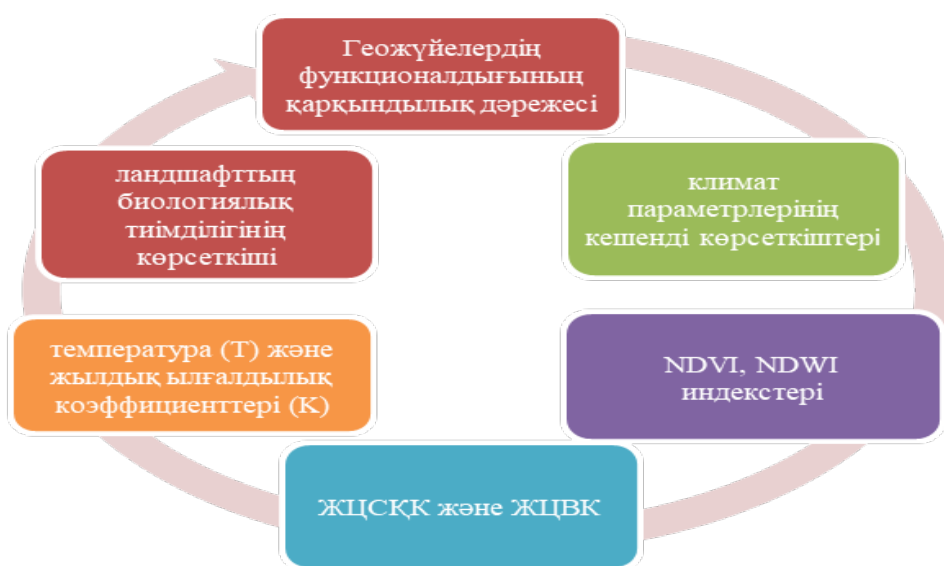 Геожүйелердің
функционалдығының
қарқындылық дәрежесі
климат
параметрлерінің
кешенді көрсеткіштері
NDVI, NDWI
индекстері
ЖЦСҚК және ЖЦВК
температура (Т) және
жылдық ылғалдылық
коэффициенттері (К)
ландшафттың
биологиялық
тиімділігінің
көрсеткіші